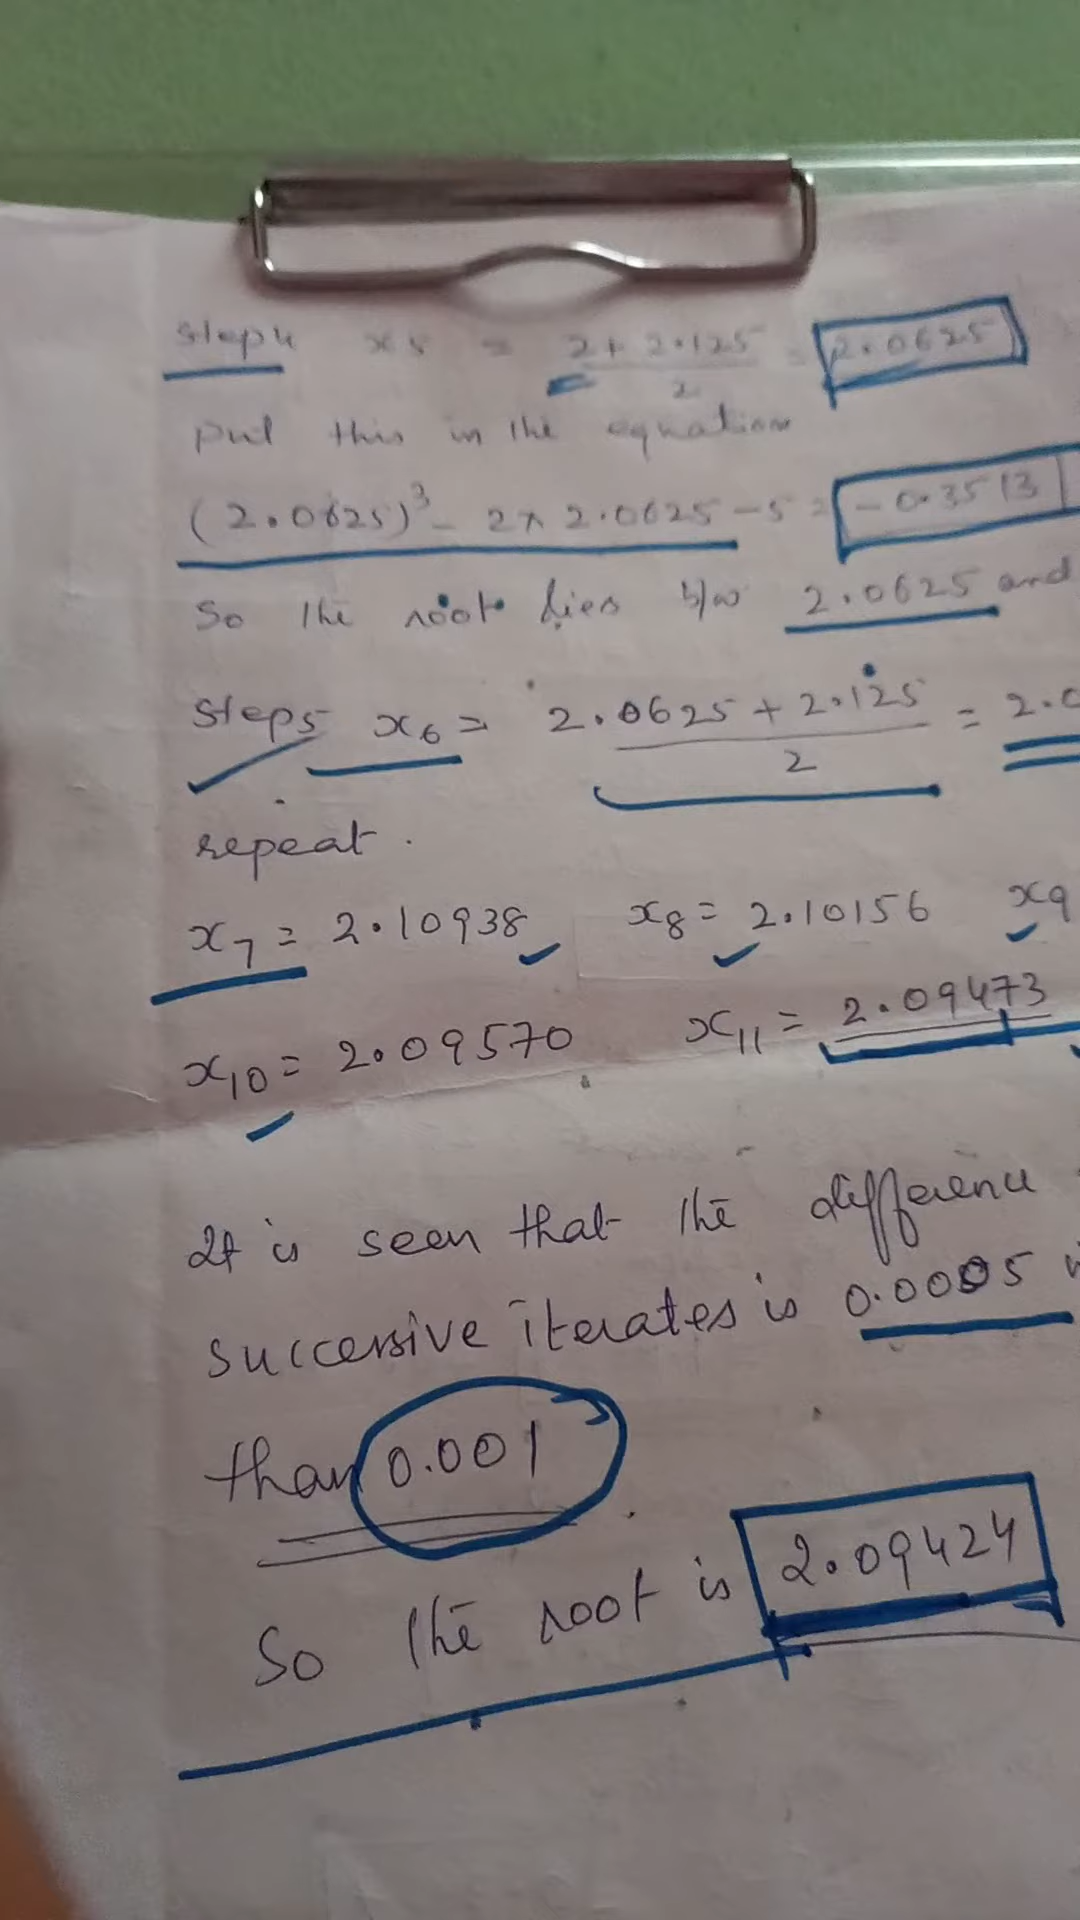 Step 4 x5 = 2+2.125/2 = 2.0625
put this in the equation
(2.0625)³ - 2x 2.0625 - 5 = -0.3513
So the root lies b/w 2.0625 and
Step5 x6 = 2.0625 + 2.125/2 = 2.0
repeat.
x7 = 2.10938 x8 = 2.10156 x9
x10 = 2.09570 x11 = 2.09473
It is seen that the difference
successive iterates is 0.0005
than 0.001
So the root is 2.09424